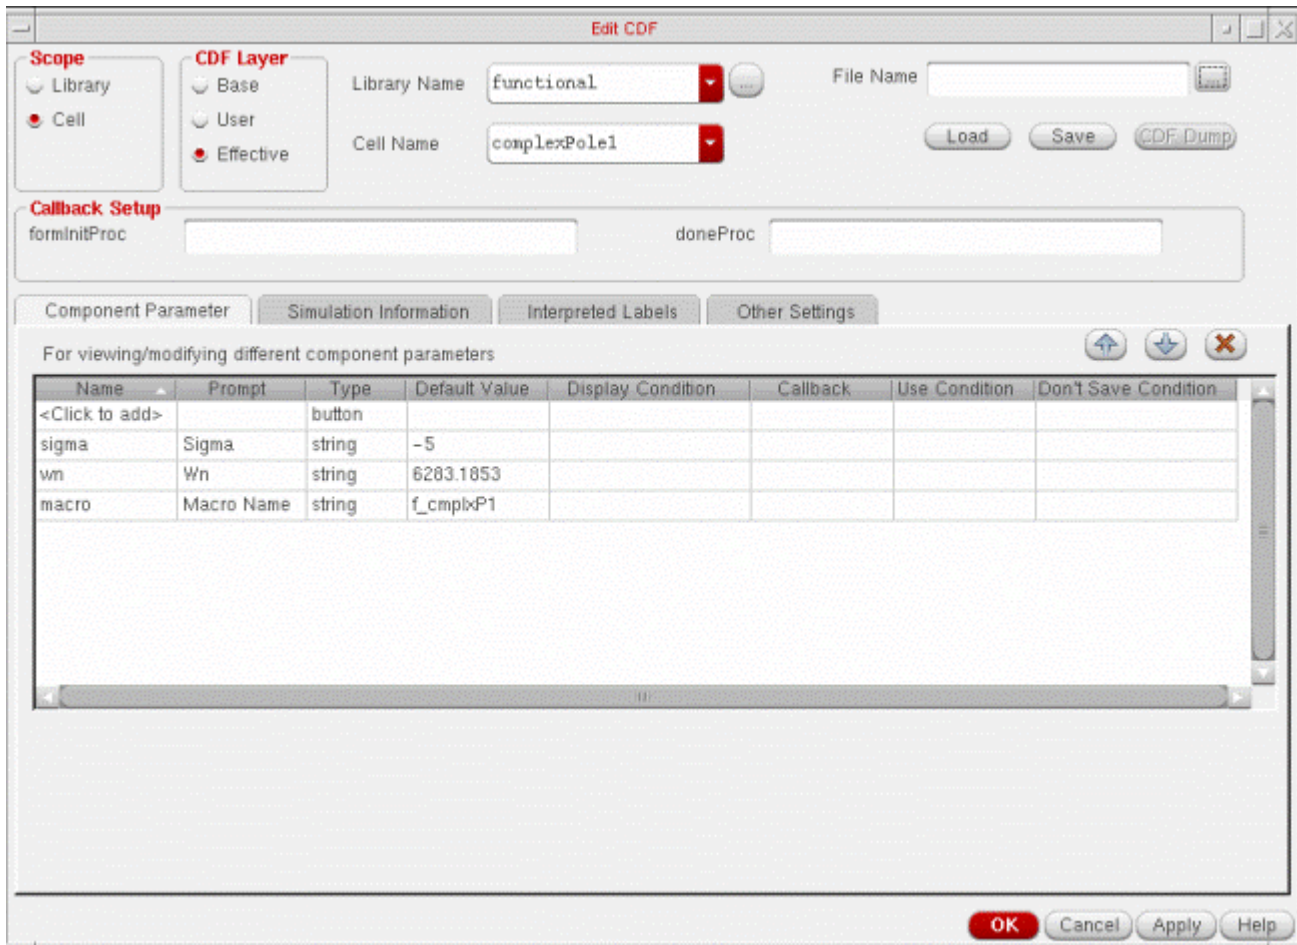 Edit CDF
Scope
Library
Cell
CDF Layer
Base
User
Effective
Library Name functional ...
Cell Name complexPole1
File Name ...
Load Save CDF Dump
Callback Setup
formInitProc doneProc
Component Parameter Simulation Information Interpreted Labels Other Settings
For viewing/modifying different component parameters
Name Prompt Type Default Value Display Condition Callback Use Condition Don't Save Condition
<Click to add> button
sigma Sigma string -5
wn Wn string 6283.1853
macro Macro Name string f_cmplxP1
OK Cancel Apply Help